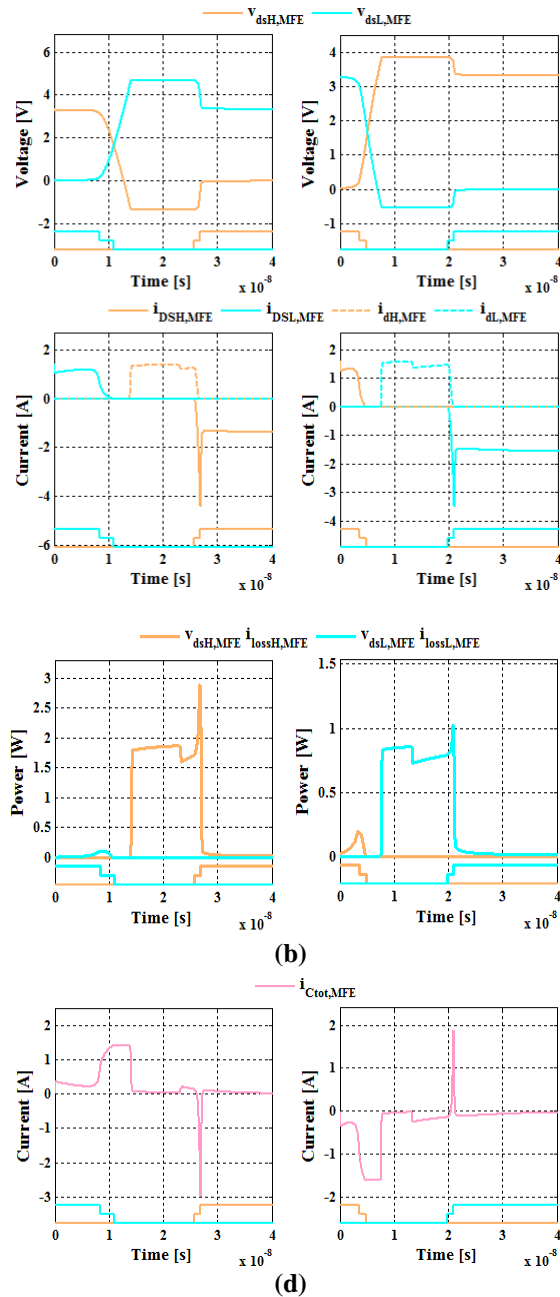 v_dsH,MFE v_dsL,MFE
Voltage [V]
6
4
2
0
-2
0 1 2 3 4
Time [s]
x 10^-8
Voltage [V]
4
3
2
1
0
-1
0 1 2 3 4
Time [s]
x 10^-8
i_DSH,MFE i_DSL,MFE i_dH,MFE i_dL,MFE
Current [A]
2
0
-2
-4
-6
0 1 2 3 4
Time [s]
x 10^-8
Current [A]
2
1
0
-1
-2
-3
-4
0 1 2 3 4
Time [s]
x 10^-8
v_dsH,MFE i_lossH,MFE v_dsL,MFE i_lossL,MFE
Power [W]
3
2.5
2
1.5
1
0.5
0
0 1 2 3 4
Time [s]
x 10^-8
Power [W]
1.5
1
0.5
0
0 1 2 3 4
Time [s]
x 10^-8
(b)
i_Ctot,MFE
Current [A]
2
1
0
-1
-2
-3
0 1 2 3 4
Time [s]
x 10^-8
Current [A]
2
1
0
-1
-2
0 1 2 3 4
Time [s]
x 10^-8
(d)